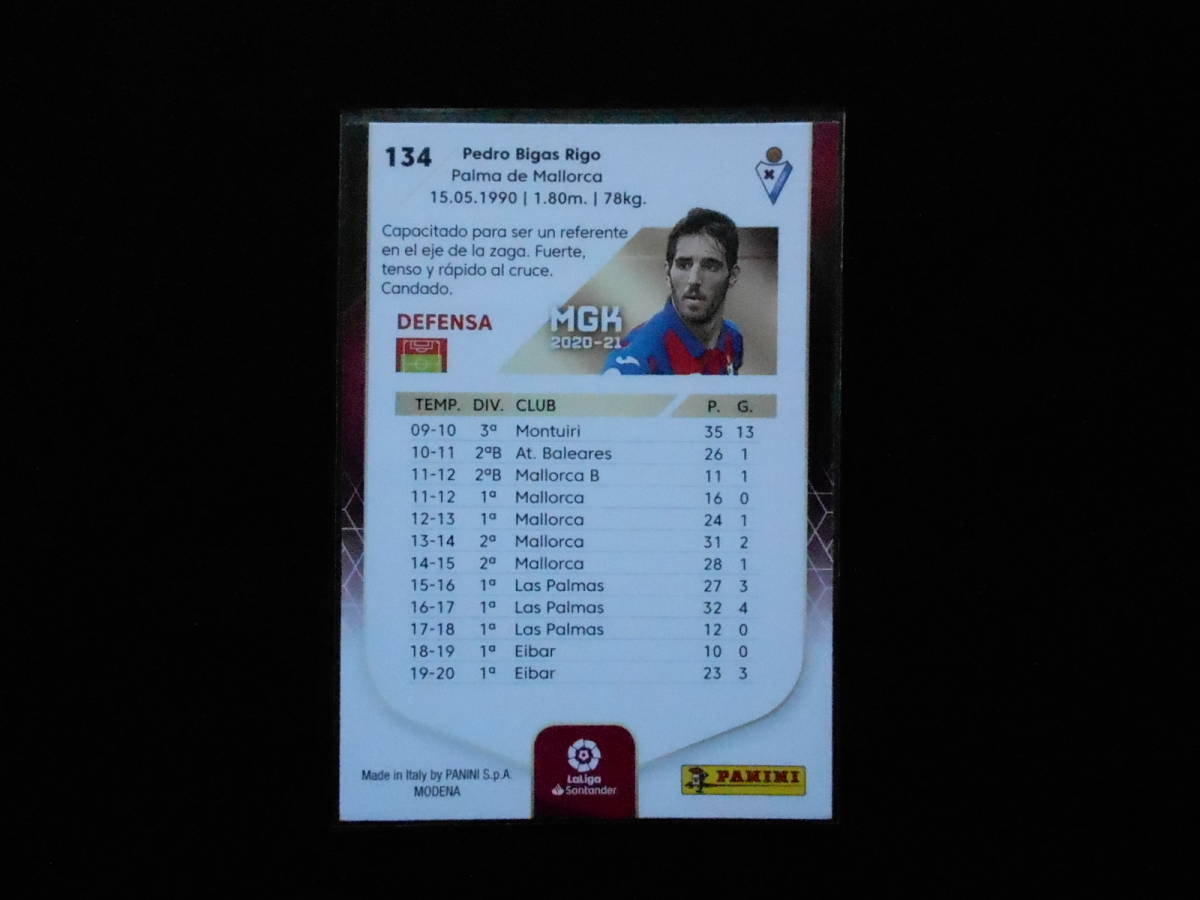 134
Pedro Bigas Rigo
Palma de Mallorca
15.05.1990 | 1.80m. | 78kg.
Capacitado para ser un referente
en el eje de la zaga. Fuerte,
tenso y rápido al cruce.
Candado.
DEFENSA
MGK
2020-21
TEMP. DIV. CLUB P. G.
09-10 3ª Montuiri 35 13
10-11 2ªB At. Baleares 26 1
11-12 2ªB Mallorca B 11 1
11-12 1ª Mallorca 16 0
12-13 1ª Mallorca 24 1
13-14 2ª Mallorca 31 2
14-15 2ª Mallorca 28 1
15-16 1ª Las Palmas 27 3
16-17 1ª Las Palmas 32 4
17-18 1ª Las Palmas 12 0
18-19 1ª Eibar 10 0
19-20 1ª Eibar 23 3
Made in Italy by PANINI S.p.A.
MODENA
LaLiga
Santander
PANINI